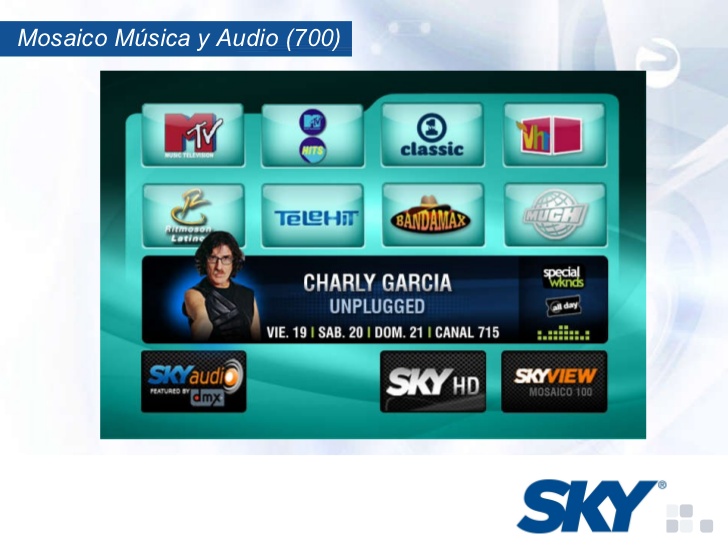 Mosaico Música y Audio (700)
MTV
MUSIC TELEVISION
MTV
HITS
1
classic
Vh1
Ritmoson
Latino
TELEHIT
BANDAMAX
MUCH
CHARLY GARCIA
UNPLUGGED
VIE. 19 I SAB. 20 I DOM. 21 I CANAL 715
special
wknds
all day
SKYaudio
FEATURED BY
dmx
SKY HD
SKYVIEW
MOSAICO 100
SKY®